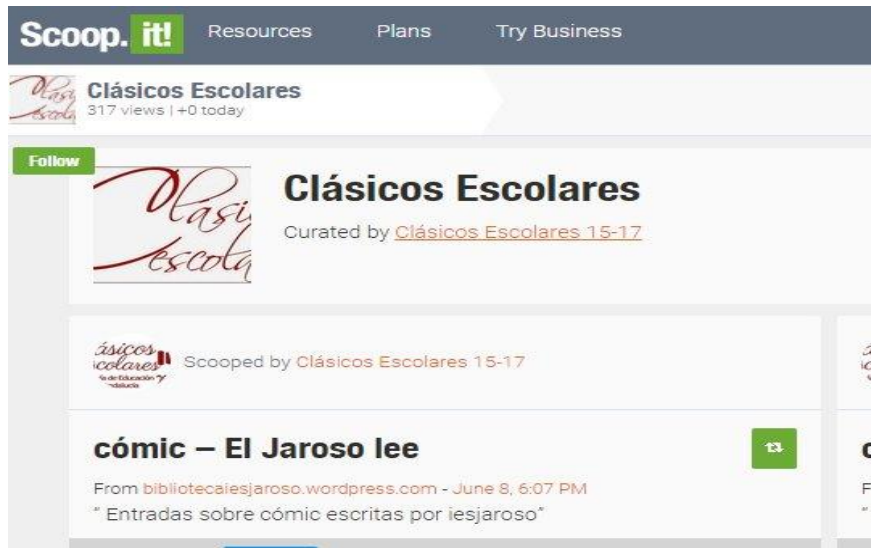 Scoop.it! Resources Plans Try Business
Clásicos Escolares
317 views | +0 today
Follow
Clásicos Escolares
Curated by Clásicos Escolares 15-17
Scooped by Clásicos Escolares 15-17
cómic – El Jaroso lee
From bibliotecaiesjaroso.wordpress.com - June 8, 6:07 PM
" Entradas sobre cómic escritas por iesjaroso"